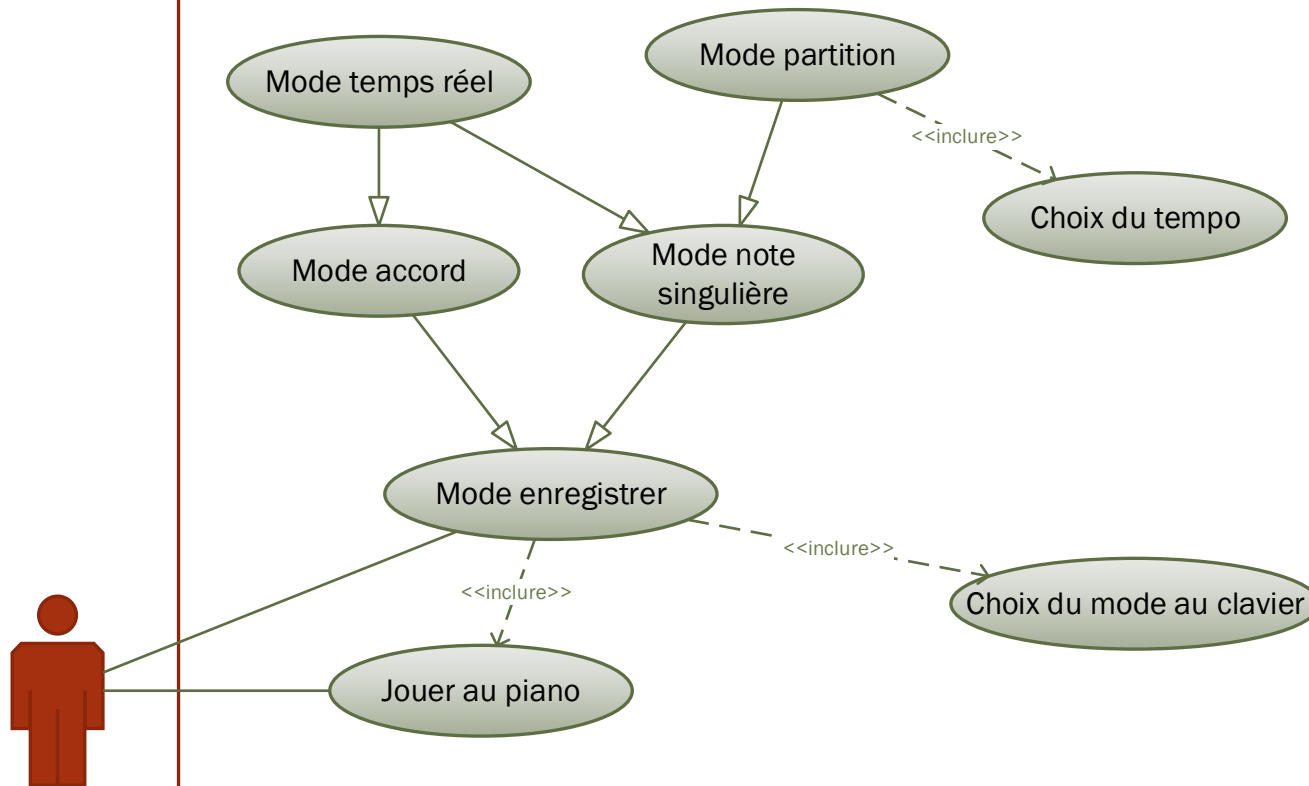 Mode temps réel
Mode partition
<<inclure>>
Choix du tempo
Mode accord
Mode note
singulière
Mode enregistrer
<<inclure>>
<<inclure>>
Choix du mode au clavier
Jouer au piano